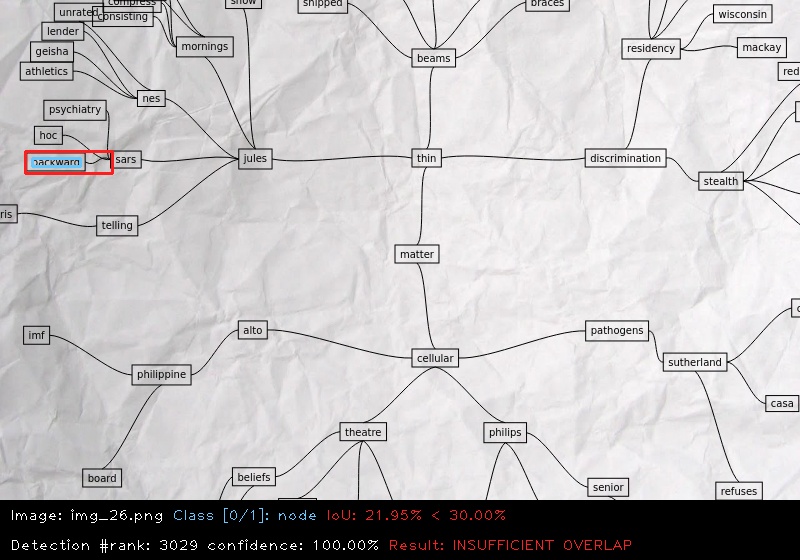 compress
snow
shipped
braces
unrated
consisting
wisconsin
lender
mornings
residency
mackay
geisha
beams
athletics
red
nes
psychiatry
hoc
backward
sars
jules
thin
discrimination
stealth
ris
telling
matter
imf
alto
cellular
pathogens
philippine
sutherland
casa
theatre
philips
board
beliefs
senior
refuses
Image: img_26.png Class [0/1]: node IoU: 21.95% < 30.00%
Detection #rank: 3029 confidence: 100.00% Result: INSUFFICIENT OVERLAP